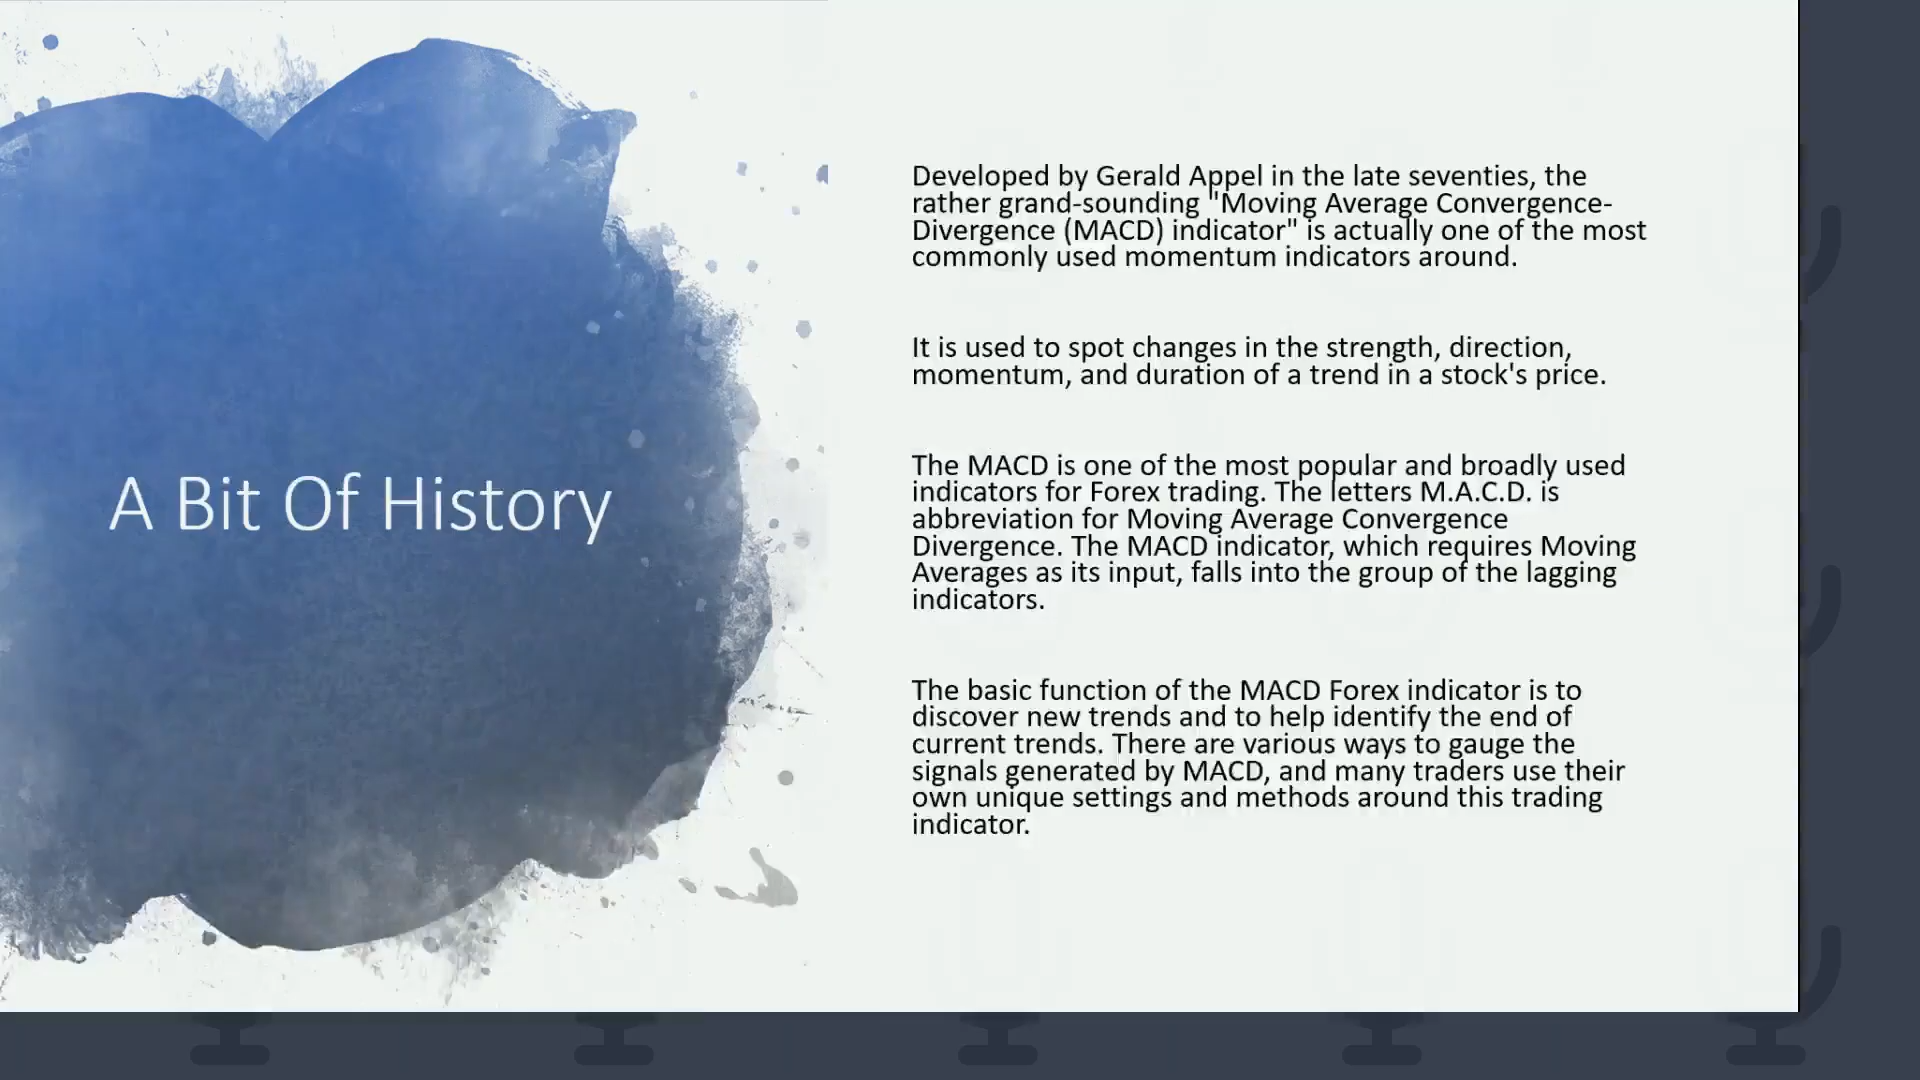 A Bit Of History
Developed by Gerald Appel in the late seventies, the
rather grand-sounding "Moving Average Convergence-
Divergence (MACD) indicator" is actually one of the most
commonly used momentum indicators around.
It is used to spot changes in the strength, direction,
momentum, and duration of a trend in a stock's price.
The MACD is one of the most popular and broadly used
indicators for Forex trading. The letters M.A.C.D. is
abbreviation for Moving Average Convergence
Divergence. The MACD indicator, which requires Moving
Averages as its input, falls into the group of the lagging
indicators.
The basic function of the MACD Forex indicator is to
discover new trends and to help identify the end of
current trends. There are various ways to gauge the
signals generated by MACD, and many traders use their
own unique settings and methods around this trading
indicator.